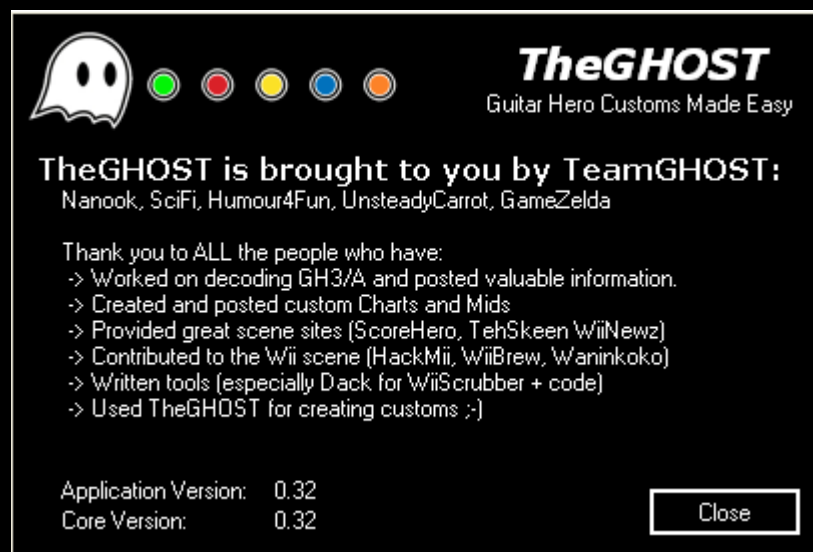 TheGHOST
Guitar Hero Customs Made Easy
TheGHOST is brought to you by TeamGHOST:
Nanook, SciFi, Humour4Fun, UnsteadyCarrot, GameZelda
Thank you to ALL the people who have:
-> Worked on decoding GH3/A and posted valuable information.
-> Created and posted custom Charts and Mids
-> Provided great scene sites (ScoreHero, TehSkeen WiiNewz)
-> Contributed to the Wii scene (HackMii, WiiBrew, Waninkoko)
-> Written tools (especially Dack for WiiScrubber + code)
-> Used TheGHOST for creating customs ;-)
Application Version: 0.32
Core Version: 0.32
Close